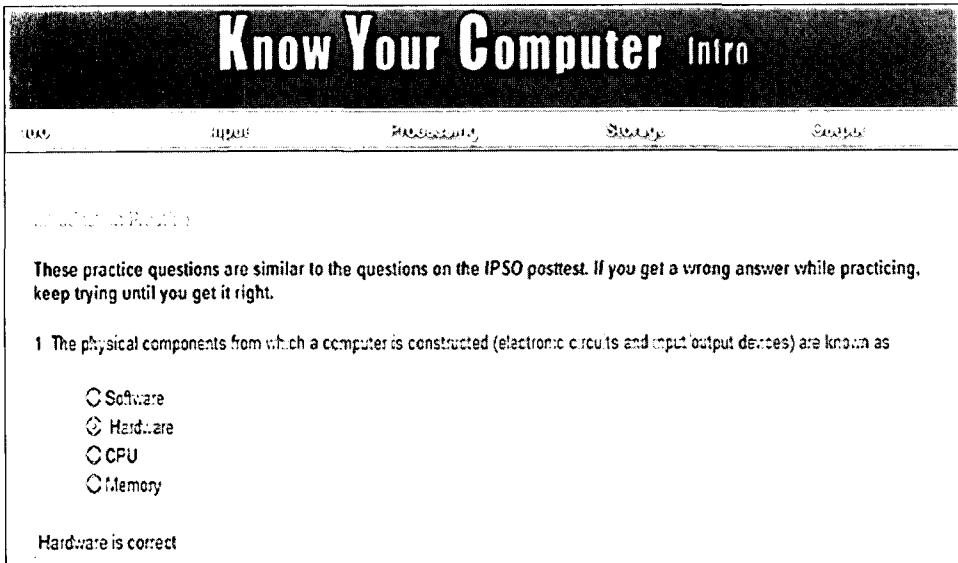 Know Your Computer Intro
Intro Input Processing Storage Output
These practice questions are similar to the questions on the IPSO posttest. If you get a wrong answer while practicing,
keep trying until you get it right.
1 The physical components from which a computer is constructed (electronic circuits and input/output devices) are known as
Software
Hardware
CPU
Memory
Hardware is correct